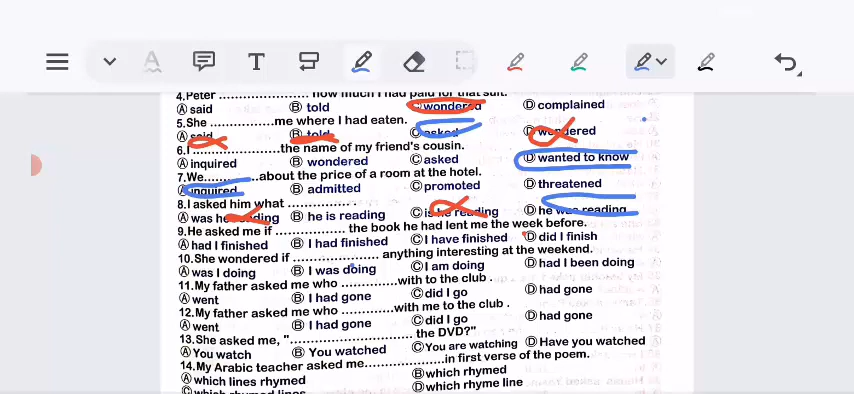 4.Peter .................... how much I had paid for that suit.
Ⓐ said Ⓑ told Ⓒ wondered Ⓓ complained
5.She ...................me where I had eaten.
Ⓐ said Ⓑ told Ⓒ asked Ⓓ wondered
6.I ......................the name of my friend's cousin.
Ⓐ inquired Ⓑ wondered Ⓒ asked Ⓓ wanted to know
7.We...............about the price of a room at the hotel.
Ⓐ inquired Ⓑ admitted Ⓒ promoted Ⓓ threatened
8.I asked him what ..................
Ⓐ was he reading Ⓑ he is reading Ⓒ is he reading Ⓓ he was reading
9.He asked me if .................. the book he had lent me the week before.
Ⓐ had I finished Ⓑ I had finished Ⓒ I have finished Ⓓ did I finish
10.She wondered if ...................... anything interesting at the weekend.
Ⓐ was I doing Ⓑ I was doing Ⓒ I am doing Ⓓ had I been doing
11.My father asked me who ...............with to the club .
Ⓐ went Ⓑ I had gone Ⓒ did I go Ⓓ had gone
12.My father asked me who ...............with me to the club .
Ⓐ went Ⓑ I had gone Ⓒ did I go Ⓓ had gone
13.She asked me, "......................... the DVD?"
Ⓐ You watch Ⓑ You watched Ⓒ You are watching Ⓓ Have you watched
14.My Arabic teacher asked me.....................in first verse of the poem.
Ⓐ which lines rhymed Ⓑ which rhymed
Ⓒ which rhymed lines Ⓓ which rhyme line